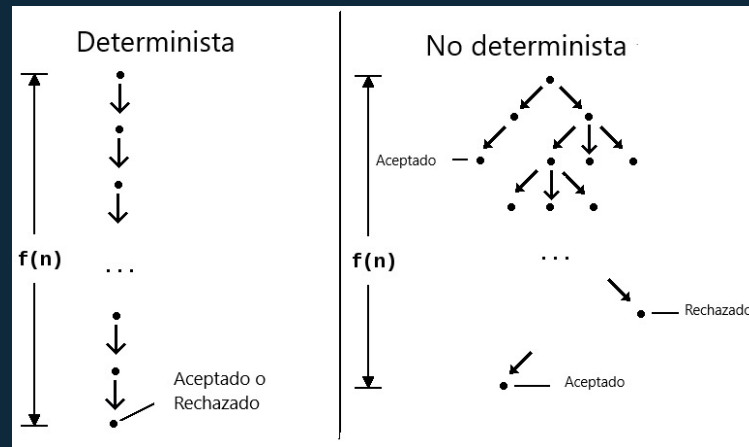 Determinista
f(n)
...
Aceptado o
Rechazado
No determinista
Aceptado
f(n)
...
Rechazado
Aceptado